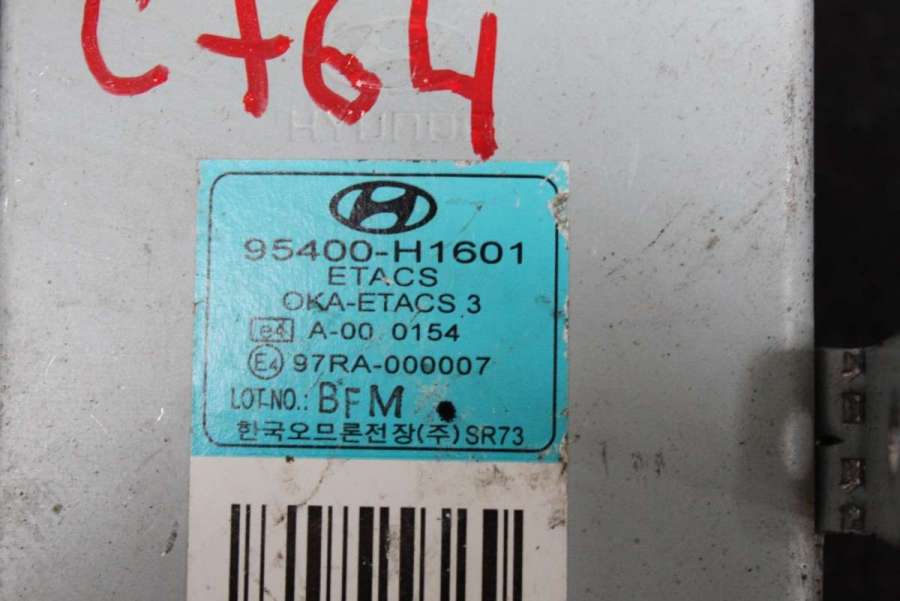 C764
HYUNDAI
95400-H1601
ETACS
OKA-ETACS 3
e4 A-00 0154
E4 97RA-000007
LOT-NO.: BFM
한국오므론전장(주) SR73